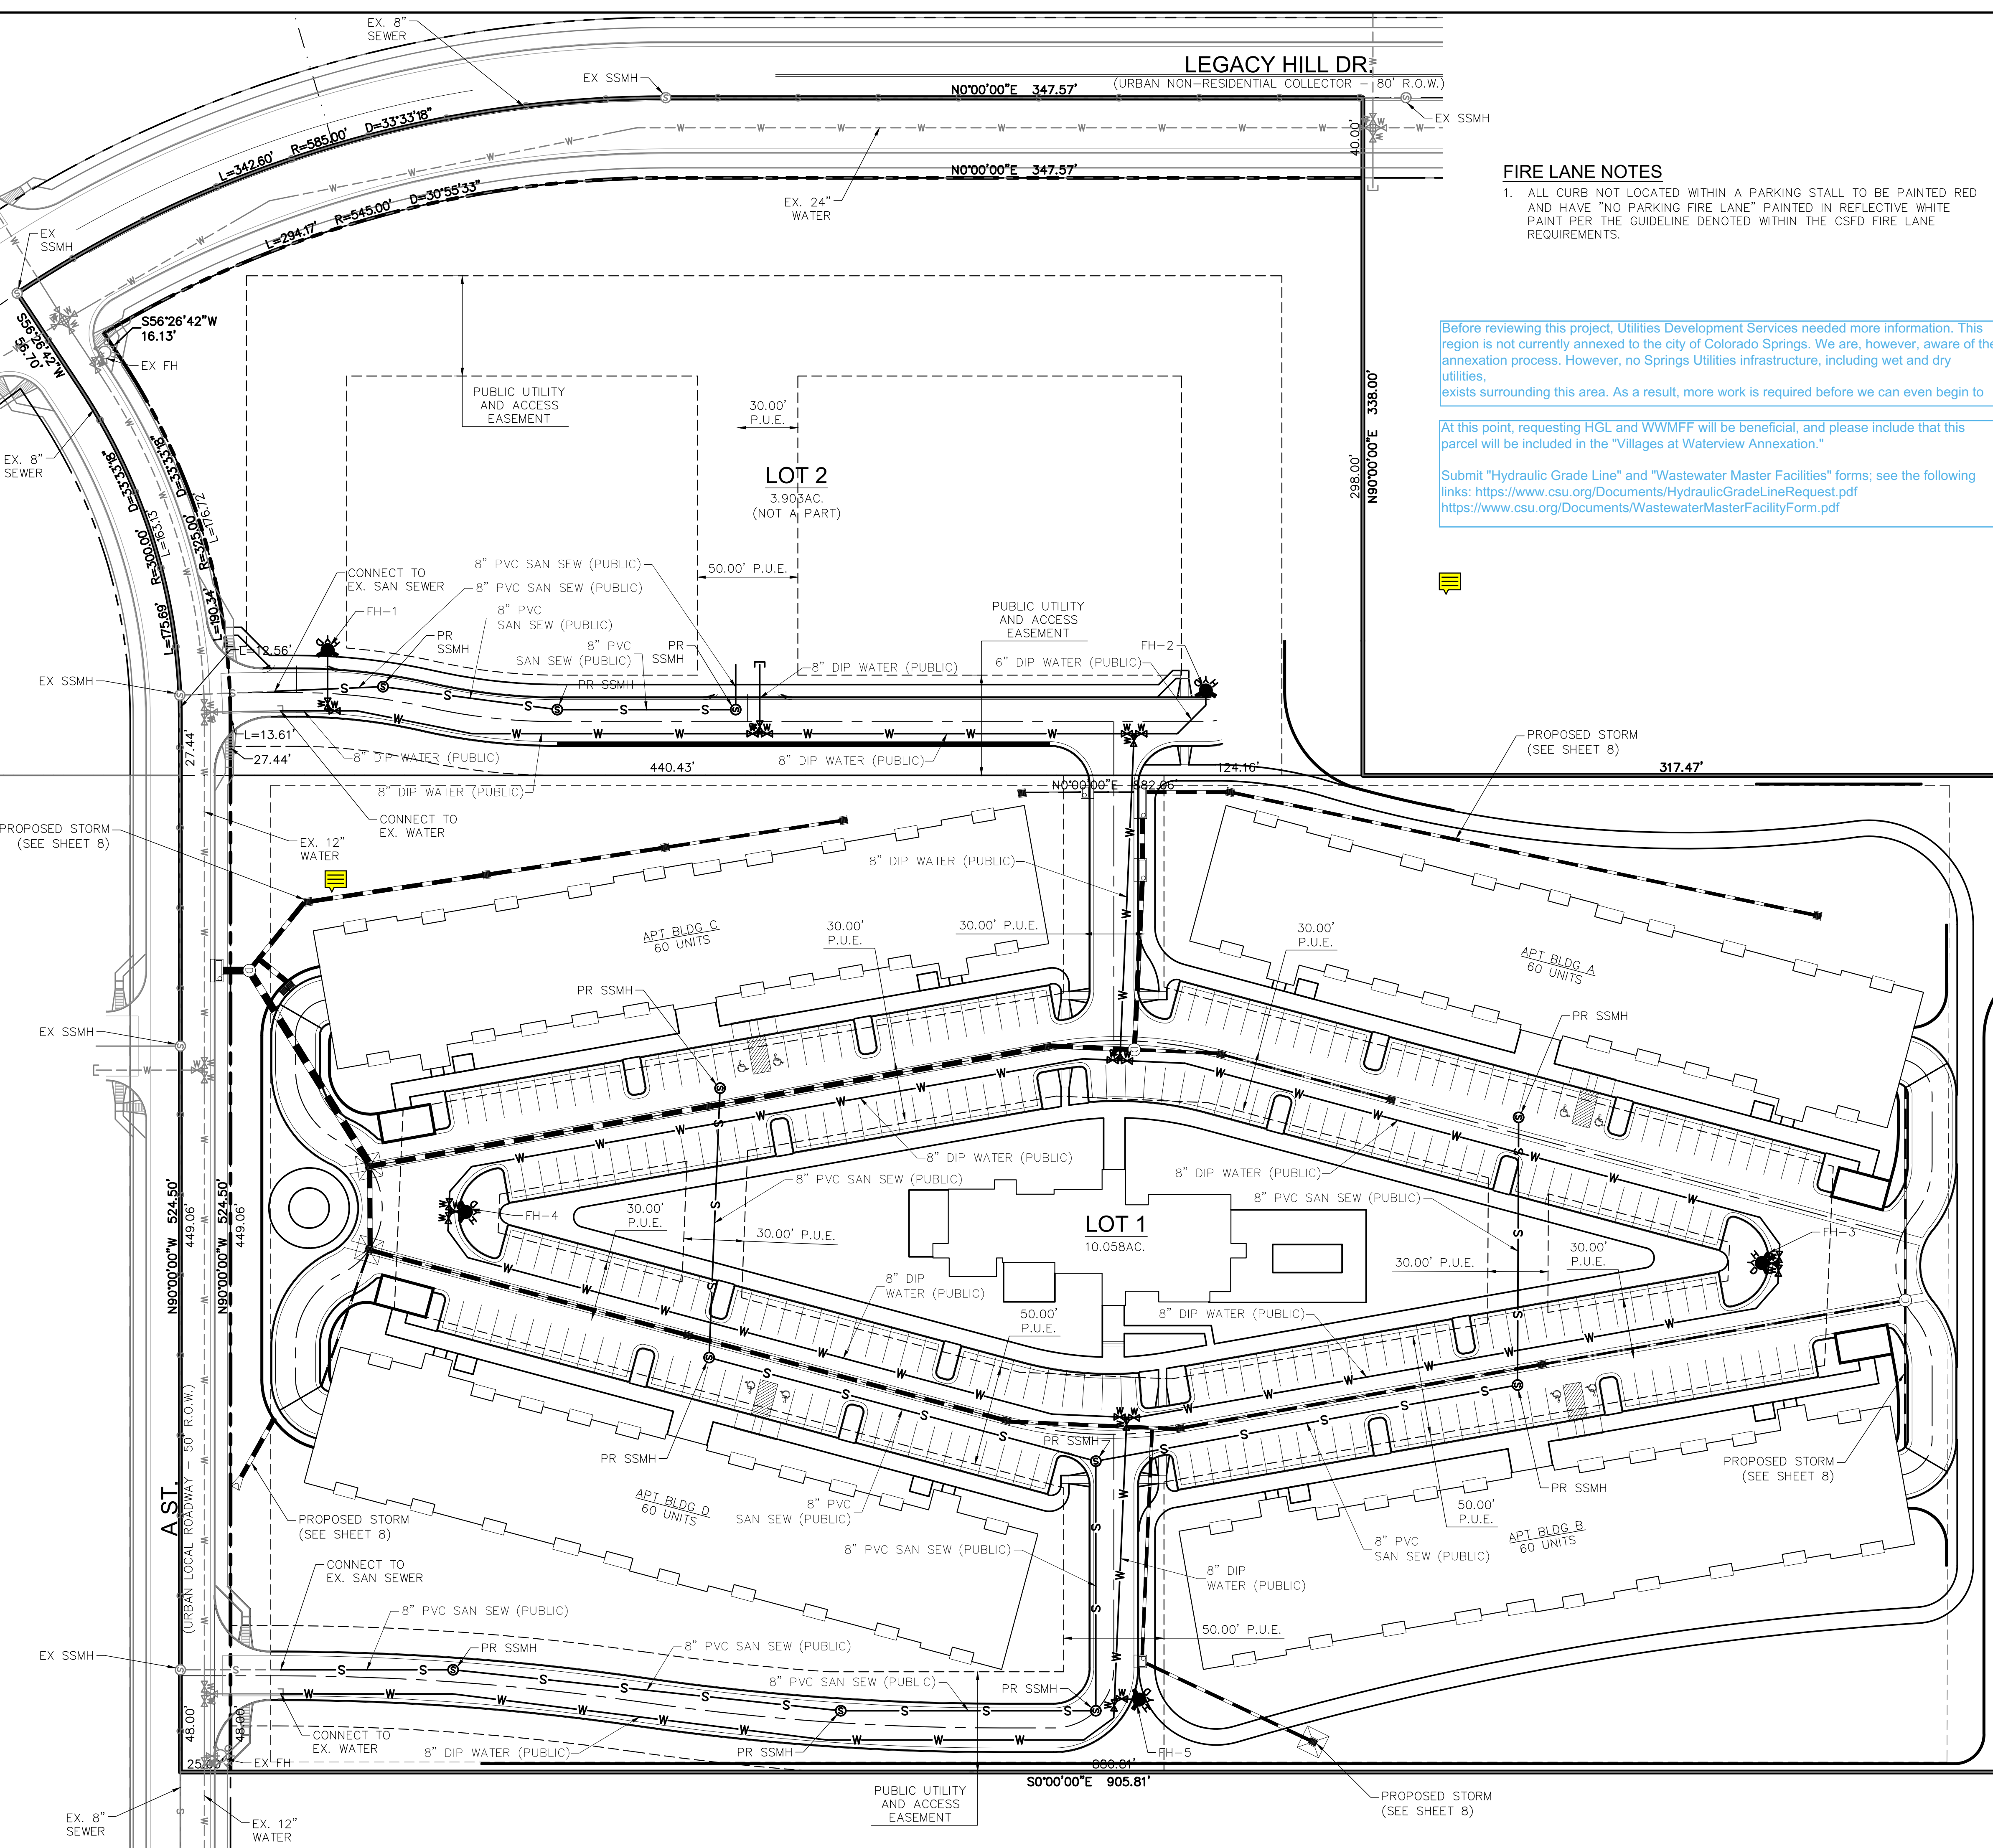 EX. 8"
SEWER
EX SSMH
LEGACY HILL DR.
(URBAN NON-RESIDENTIAL COLLECTOR - 80' R.O.W.)
N0°00'00"E 347.57'
EX SSMH
40.00'
L=342.60' R=585.00' D=33°33'18"
N0°00'00"E 347.57'
EX. 24"
WATER
L=294.17' R=545.00' D=30°55'33"
FIRE LANE NOTES
1. ALL CURB NOT LOCATED WITHIN A PARKING STALL TO BE PAINTED RED
AND HAVE "NO PARKING FIRE LANE" PAINTED IN REFLECTIVE WHITE
PAINT PER THE GUIDELINE DENOTED WITHIN THE CSFD FIRE LANE
REQUIREMENTS.
EX
SSMH
S56°26'42"W
56.70'
S56°26'42"W
16.13'
EX FH
Before reviewing this project, Utilities Development Services needed more information. This
region is not currently annexed to the city of Colorado Springs. We are, however, aware of the
annexation process. However, no Springs Utilities infrastructure, including wet and dry
utilities,
exists surrounding this area. As a result, more work is required before we can even begin to
At this point, requesting HGL and WWMFF will be beneficial, and please include that this
parcel will be included in the "Villages at Waterview Annexation."
Submit "Hydraulic Grade Line" and "Wastewater Master Facilities" forms; see the following
links: https://www.csu.org/Documents/HydraulicGradeLineRequest.pdf
https://www.csu.org/Documents/WastewaterMasterFacilityForm.pdf
PUBLIC UTILITY
AND ACCESS
EASEMENT
30.00'
P.U.E.
298.00'
N90°00'00"E 338.00'
EX. 8"
SEWER
LOT 2
3.903AC.
(NOT A PART)
L=175.69' R=300.00' D=33°33'18"
L=163.13'
L=190.34' R=325.00' D=33°33'18"
L=176.72'
CONNECT TO
EX. SAN SEWER
FH-1
8" PVC SAN SEW (PUBLIC)
8" PVC SAN SEW (PUBLIC)
8" PVC
SAN SEW (PUBLIC)
50.00' P.U.E.
PUBLIC UTILITY
AND ACCESS
EASEMENT
PR
SSMH
8" PVC
SAN SEW (PUBLIC)
PR
SSMH
PR SSMH
8" DIP WATER (PUBLIC)
6" DIP WATER (PUBLIC)
FH-2
L=12.56'
EX SSMH
L=13.61'
27.44'
27.44'
8" DIP WATER (PUBLIC)
440.43'
8" DIP WATER (PUBLIC)
124.16'
PROPOSED STORM
(SEE SHEET 8)
317.47'
N0°00'00"E 882.06'
8" DIP WATER (PUBLIC)
CONNECT TO
EX. WATER
PROPOSED STORM
(SEE SHEET 8)
EX. 12"
WATER
8" DIP WATER (PUBLIC)
APT BLDG C
60 UNITS
30.00'
P.U.E.
30.00' P.U.E.
30.00'
P.U.E.
APT BLDG A
60 UNITS
PR SSMH
PR SSMH
EX SSMH
8" DIP WATER (PUBLIC)
8" PVC SAN SEW (PUBLIC)
8" DIP WATER (PUBLIC)
8" PVC SAN SEW (PUBLIC)
N90°00'00"W 524.50'
449.06'
N90°00'00"W 524.50'
449.06'
FH-4
30.00'
P.U.E.
30.00' P.U.E.
LOT 1
10.058AC.
30.00' P.U.E.
30.00'
P.U.E.
FH-3
8" DIP
WATER (PUBLIC)
50.00'
P.U.E.
8" DIP WATER (PUBLIC)
A ST.
(URBAN LOCAL ROADWAY - 50' R.O.W.)
PR SSMH
PR SSMH
PR SSMH
PROPOSED STORM
(SEE SHEET 8)
APT BLDG D
60 UNITS
8" PVC
SAN SEW (PUBLIC)
50.00'
P.U.E.
APT BLDG B
60 UNITS
8" PVC
SAN SEW (PUBLIC)
PROPOSED STORM
(SEE SHEET 8)
8" PVC SAN SEW (PUBLIC)
8" DIP
WATER (PUBLIC)
CONNECT TO
EX. SAN SEWER
8" PVC SAN SEW (PUBLIC)
EX SSMH
PR SSMH
8" PVC SAN SEW (PUBLIC)
8" PVC SAN SEW (PUBLIC)
PR SSMH
50.00' P.U.E.
48.00'
48.00'
CONNECT TO
EX. WATER
8" DIP WATER (PUBLIC)
PR SSMH
FH-5
EX FH
S0°00'00"E 905.81'
PUBLIC UTILITY
AND ACCESS
EASEMENT
PROPOSED STORM
(SEE SHEET 8)
EX. 8"
SEWER
EX. 12"
WATER